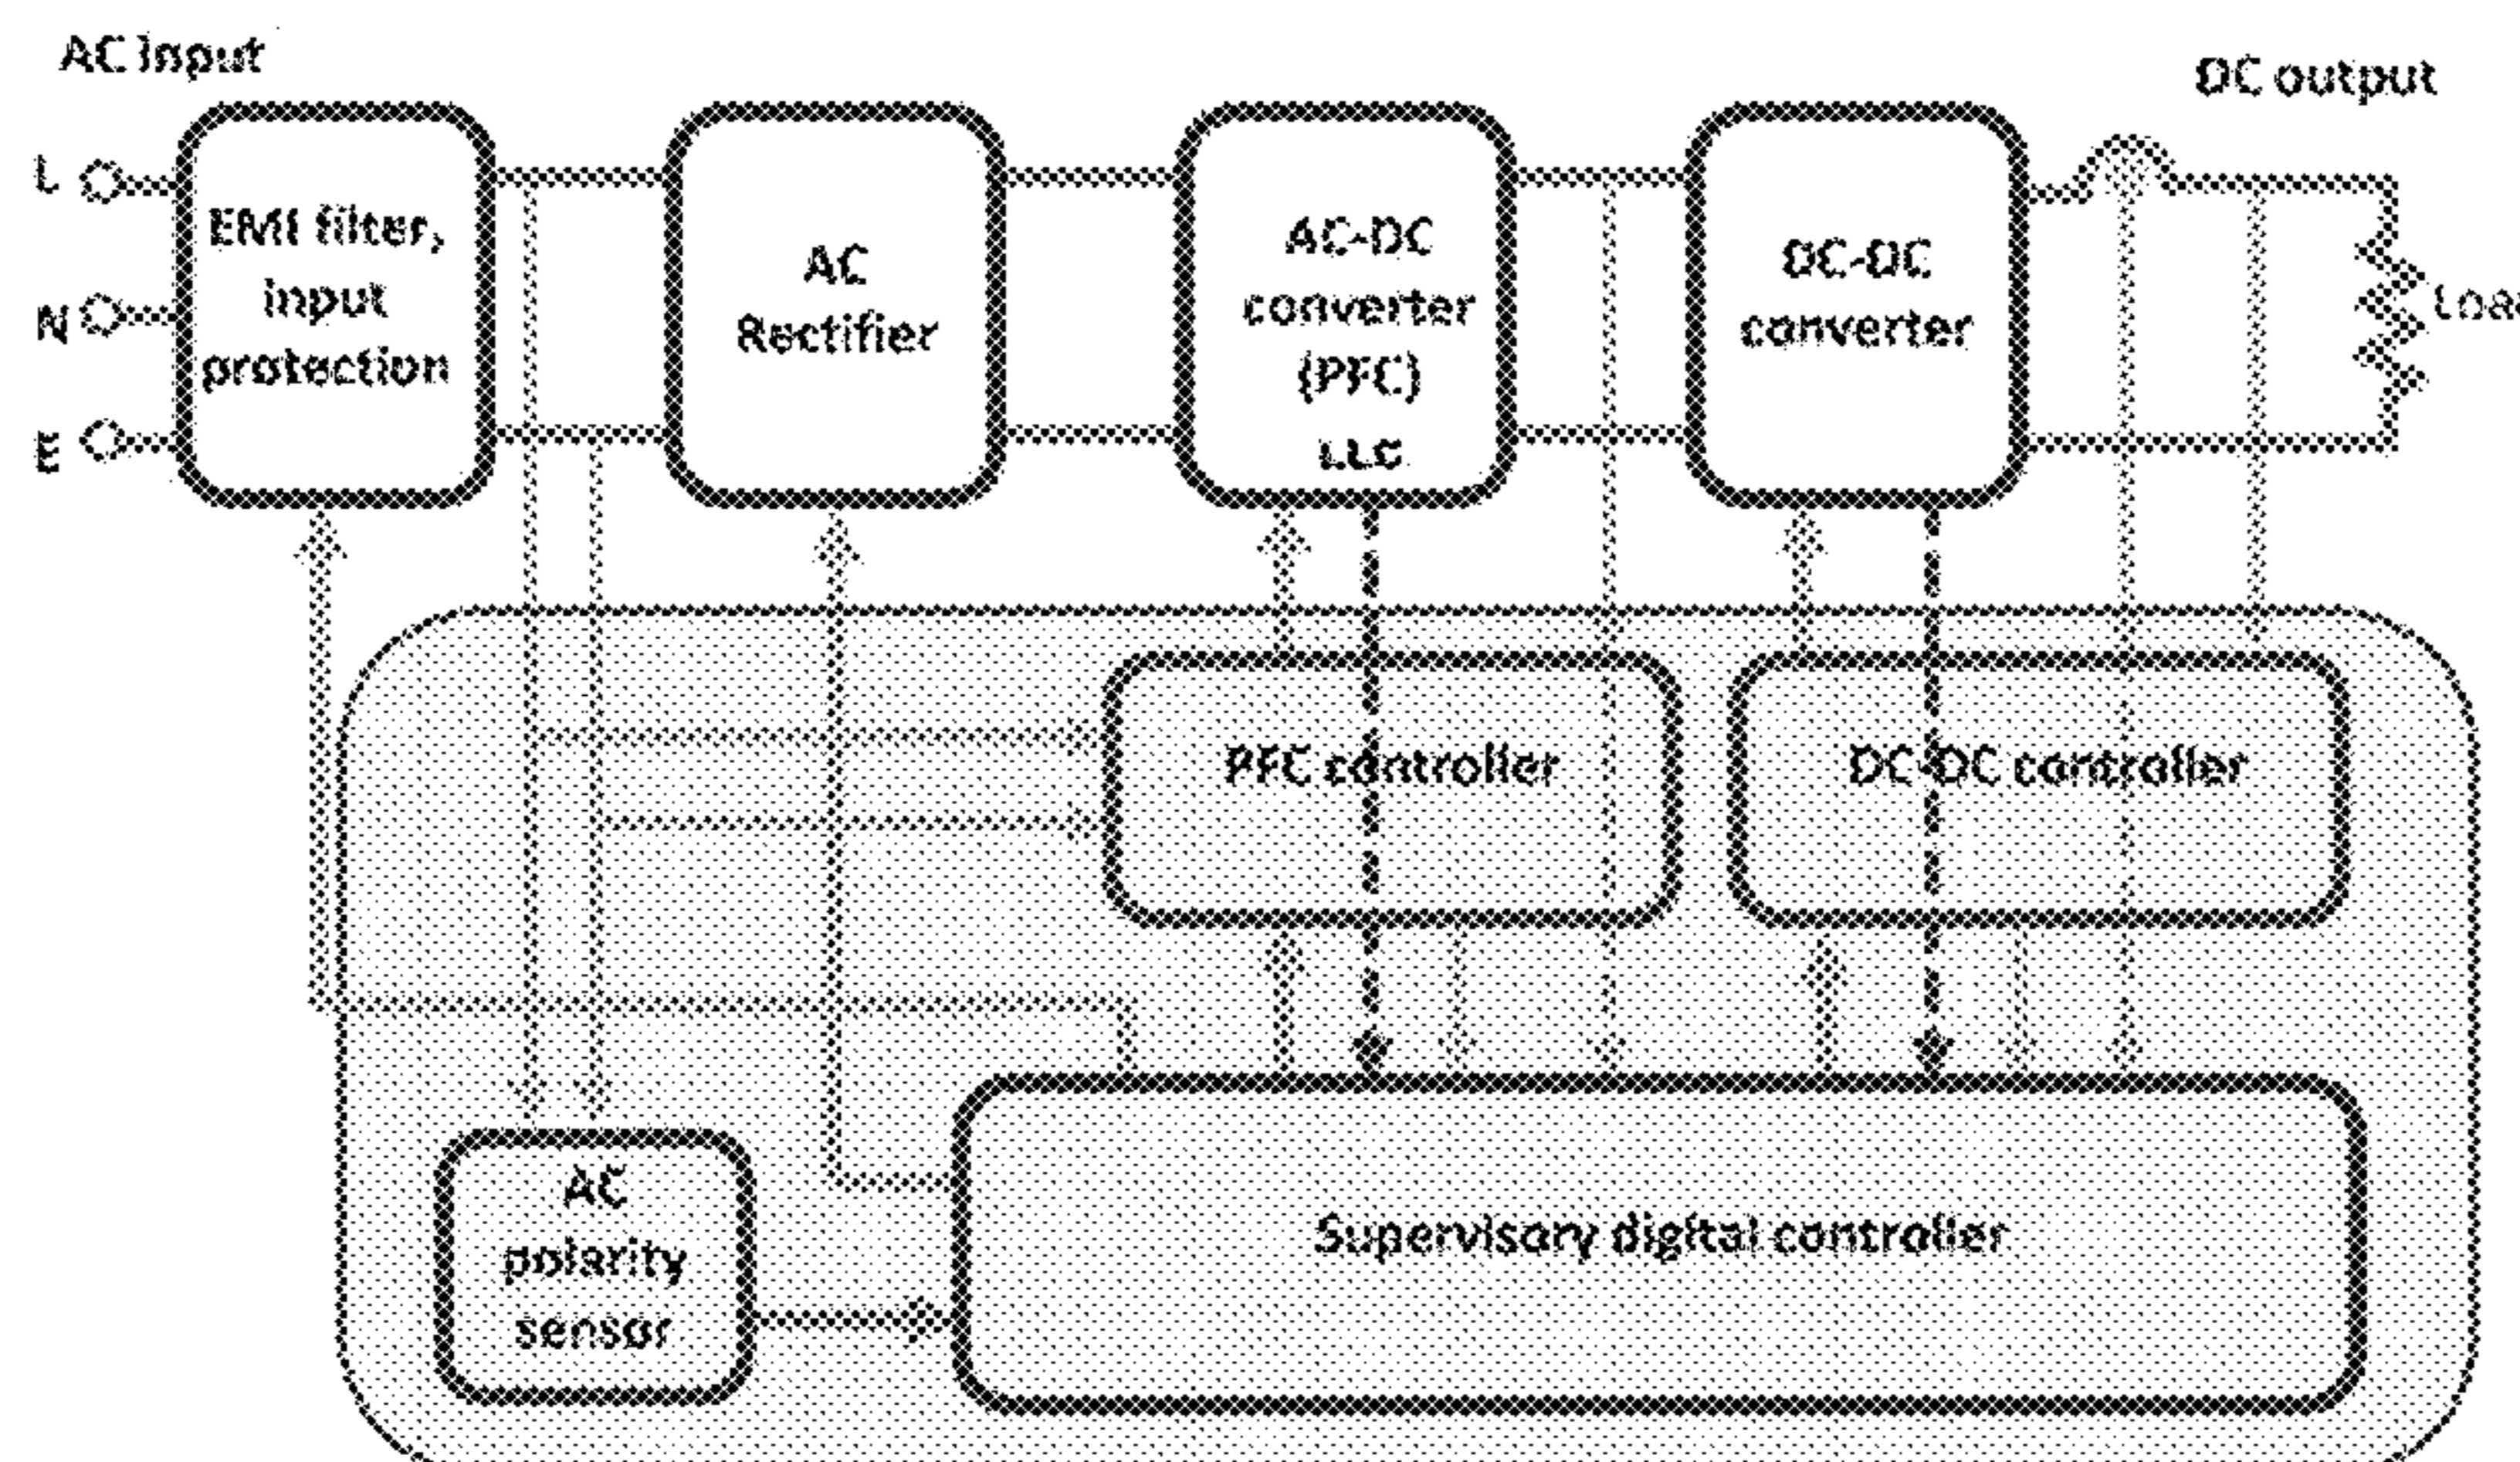 AC input
DC output
L
N
E
EMI filter,
input
protection
AC
Rectifier
AC-DC
converter
(PFC)
LLC
DC-DC
converter
Loa
PFC controller
DC-DC controller
AC
polarity
sensor
Supervisory digital controller